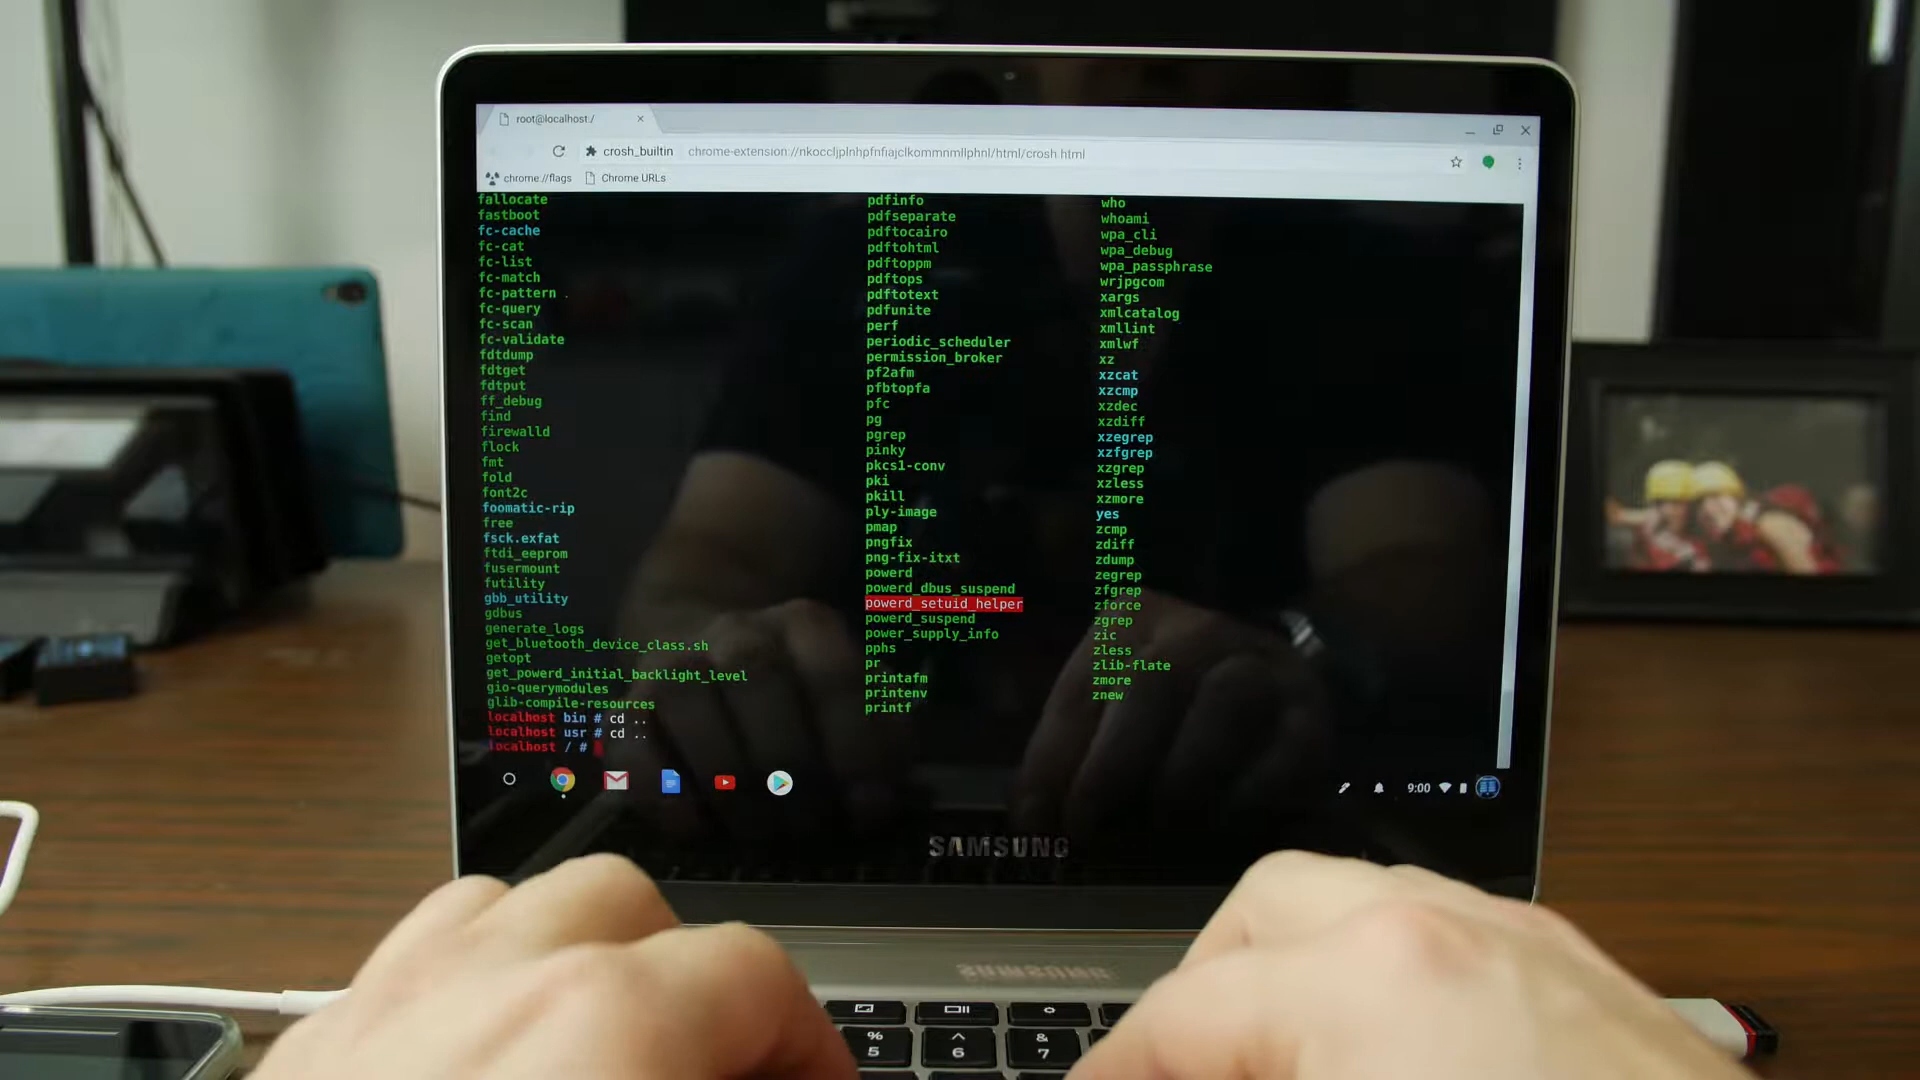 root@localhost:/
crosh_builtin chrome-extension://nkoccljplnhpfnfiajclkommnmllphnl/html/crosh.html
chrome://flags Chrome URLs
fallocate
fastboot
fc-cache
fc-cat
fc-list
fc-match
fc-pattern
fc-query
fc-scan
fc-validate
fdtdump
fdtget
fdtput
ff_debug
find
firewalld
flock
fmt
fold
font2c
foomatic-rip
free
fsck.exfat
ftdi_eeprom
fusermount
futility
gbb_utility
gdbus
generate_logs
get_bluetooth_device_class.sh
getopt
get_powerd_initial_backlight_level
gio-querymodules
glib-compile-resources
localhost bin # cd ..
localhost usr # cd ..
localhost / #
pdfinfo
pdfseparate
pdftocairo
pdftohtml
pdftoppm
pdftops
pdftotext
pdfunite
perf
periodic_scheduler
permission_broker
pf2afm
pfbtopfa
pfc
pg
pgrep
pinky
pkcs1-conv
pki
pkill
ply-image
pmap
pngfix
png-fix-itxt
powerd
powerd_dbus_suspend
powerd_setuid_helper
powerd_suspend
power_supply_info
pphs
pr
printafm
printenv
printf
who
whoami
wpa_cli
wpa_debug
wpa_passphrase
wrjpgcom
xargs
xmlcatalog
xmllint
xmlwf
xz
xzcat
xzcmp
xzdec
xzdiff
xzegrep
xzfgrep
xzgrep
xzless
xzmore
yes
zcmp
zdiff
zdump
zegrep
zfgrep
zforce
zgrep
zic
zless
zlib-flate
zmore
znew
9:00
SAMSUNG
SAMSUNG
% ^ &
5 6 7